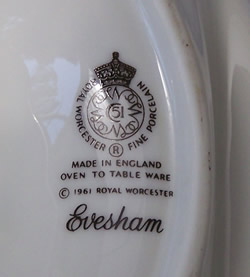 ROYAL WORCESTER ® FINE PORCELAIN
51
MADE IN ENGLAND
OVEN TO TABLE WARE
© 1961 ROYAL WORCESTER
Evesham